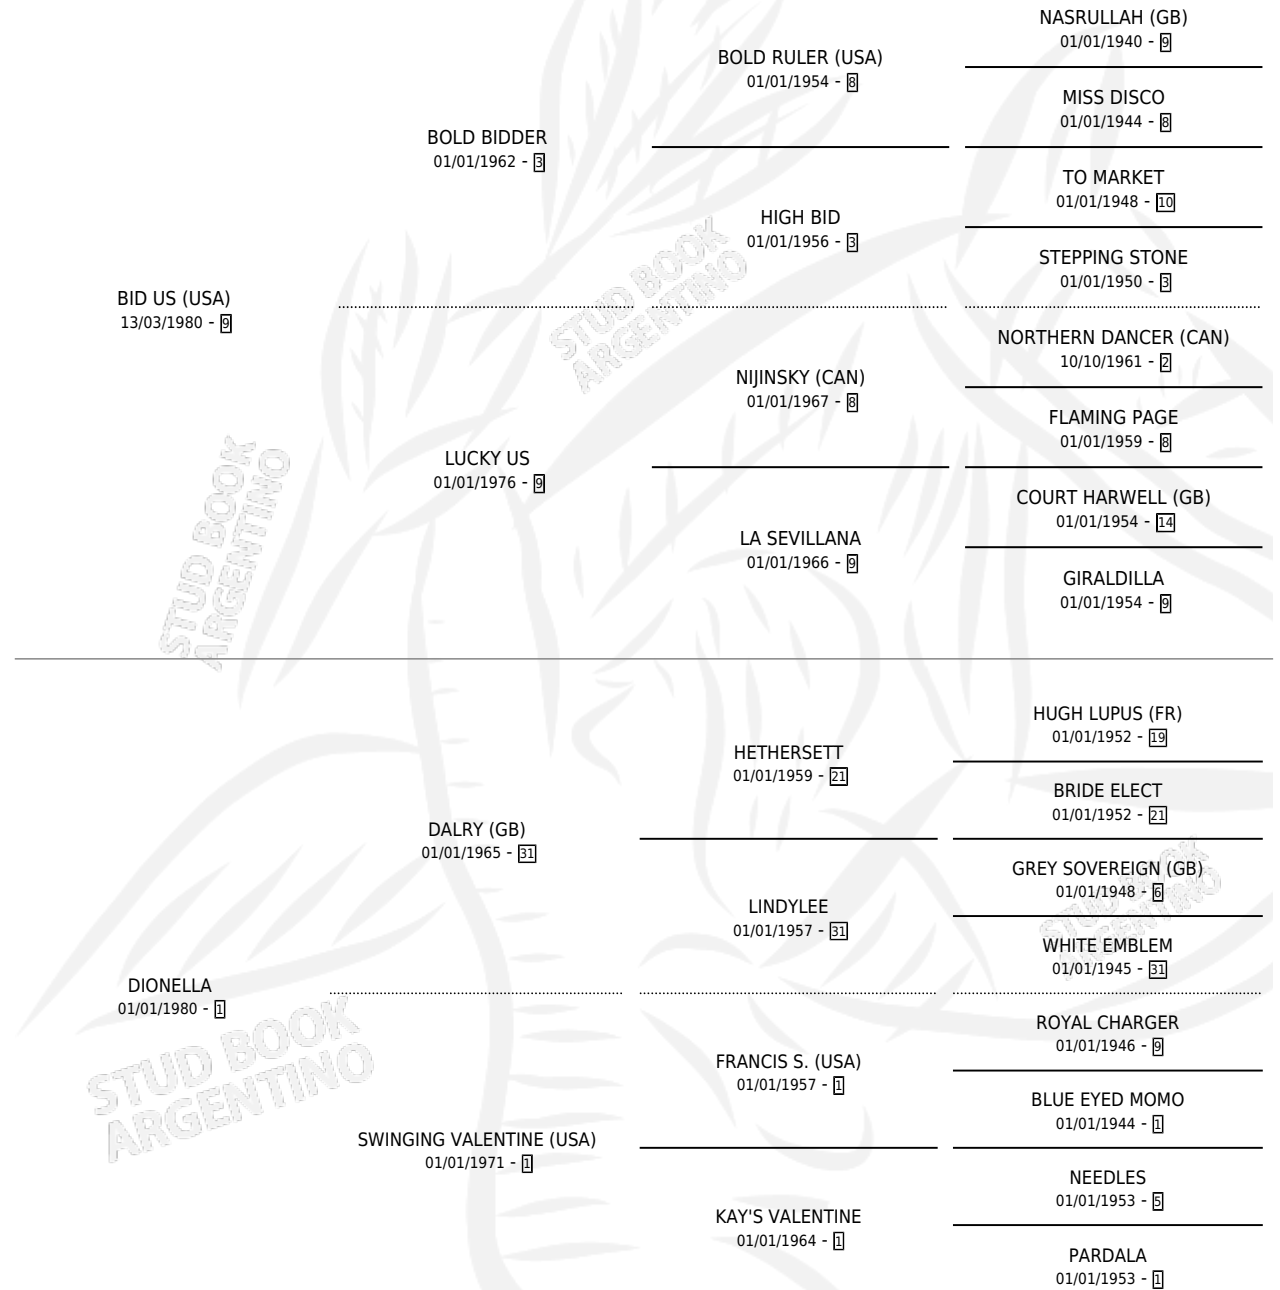 NASRULLAH (GB)
01/01/1940 - 9
BOLD RULER (USA)
01/01/1954 - 8
MISS DISCO
01/01/1944 - 8
BOLD BIDDER
01/01/1962 - 3
TO MARKET
01/01/1948 - 10
HIGH BID
01/01/1956 - 3
STEPPING STONE
01/01/1950 - 3
BID US (USA)
13/03/1980 - 9
NORTHERN DANCER (CAN)
10/10/1961 - 2
NIJINSKY (CAN)
01/01/1967 - 8
FLAMING PAGE
01/01/1959 - 8
LUCKY US
01/01/1976 - 9
COURT HARWELL (GB)
01/01/1954 - 14
LA SEVILLANA
01/01/1966 - 9
GIRALDILLA
01/01/1954 - 9
STUD BOOK
ARGENTINO
STUD BOOK
ARGENTINO
HUGH LUPUS (FR)
01/01/1952 - 19
HETHERSETT
01/01/1959 - 21
BRIDE ELECT
01/01/1952 - 21
DALRY (GB)
01/01/1965 - 31
GREY SOVEREIGN (GB)
01/01/1948 - 6
LINDYLEE
01/01/1957 - 31
WHITE EMBLEM
01/01/1945 - 31
DIONELLA
01/01/1980 - 1
ROYAL CHARGER
01/01/1946 - 9
FRANCIS S. (USA)
01/01/1957 - 1
BLUE EYED MOMO
01/01/1944 - 1
SWINGING VALENTINE (USA)
01/01/1971 - 1
NEEDLES
01/01/1953 - 5
KAY'S VALENTINE
01/01/1964 - 1
PARDALA
01/01/1953 - 1
STUD BOOK
ARGENTINO
STUD BOOK
ARGENTINO